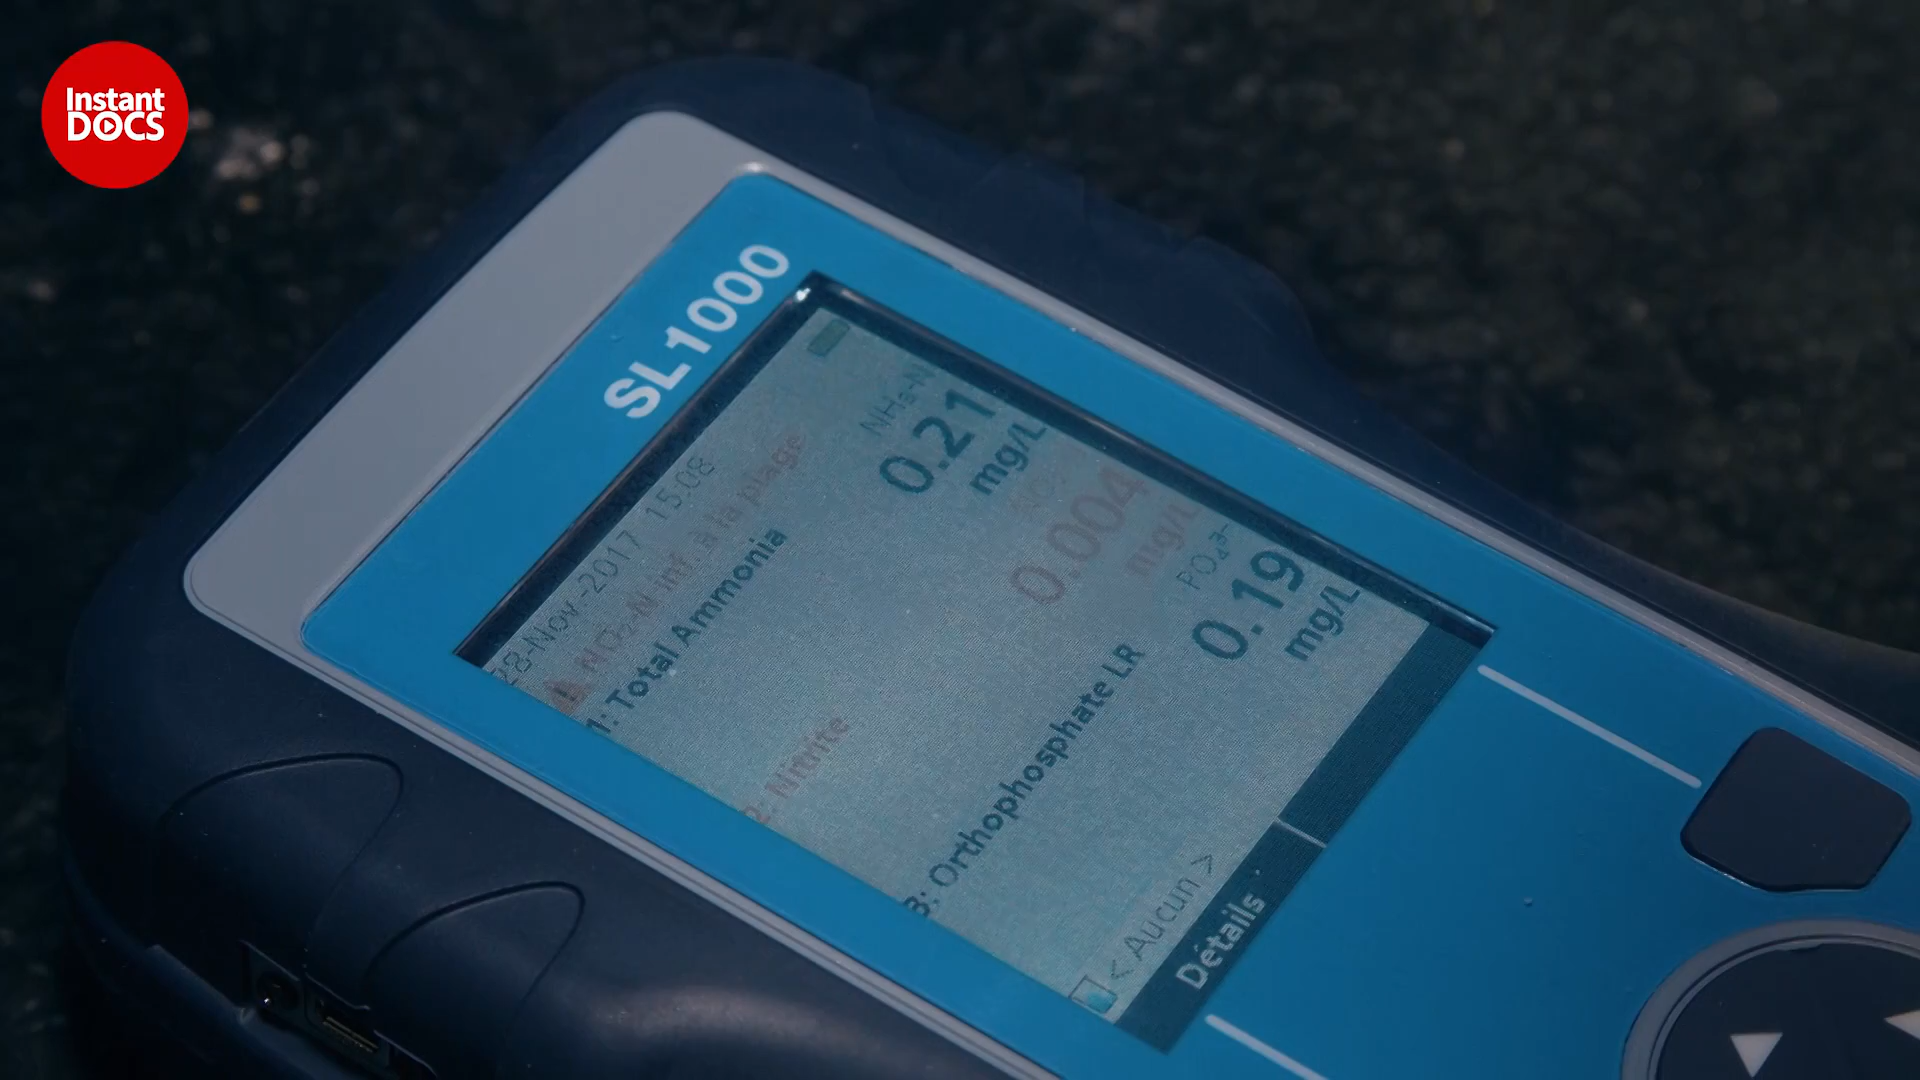 Instant
DOCS
SL1000
28-Nov-2017 15:08
NO₂-N inf. à la plage
1: Total Ammonia
NH₃-N
0.21
mg/L
2: Nitrite
0.004
mg/L
3: Orthophosphate LR
PO₄³⁻
0.19
mg/L
< Aucun >
Détails